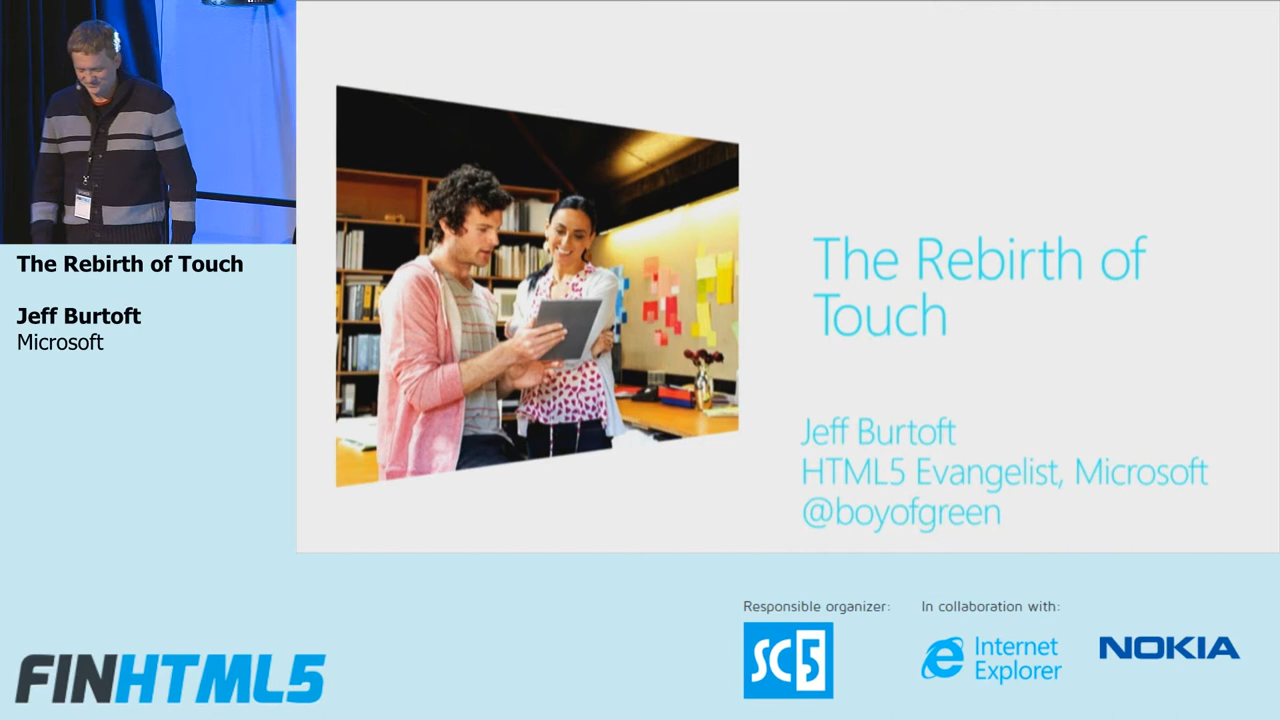 The Rebirth of Touch
Jeff Burtoft
Microsoft
The Rebirth of
Touch
Jeff Burtoft
HTML5 Evangelist, Microsoft
@boyofgreen
Responsible organizer:
In collaboration with:
SC5
Internet
Explorer
NOKIA
FINHTML5